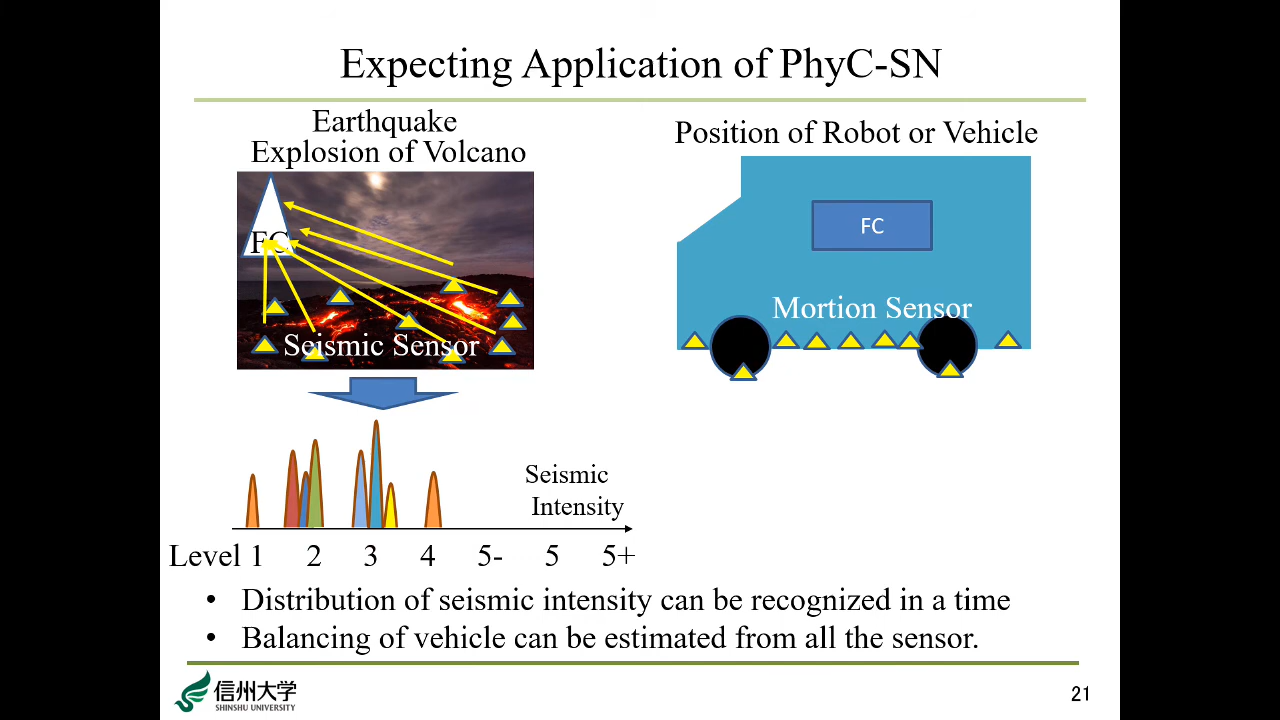 Expecting Application of PhyC-SN
Earthquake
Explosion of Volcano
FC
Seismic Sensor
Position of Robot or Vehicle
FC
Mortion Sensor
Seismic
Intensity
Level 1 2 3 4 5- 5 5+
• Distribution of seismic intensity can be recognized in a time
• Balancing of vehicle can be estimated from all the sensor.
信州大学
SHINSHU UNIVERSITY
21